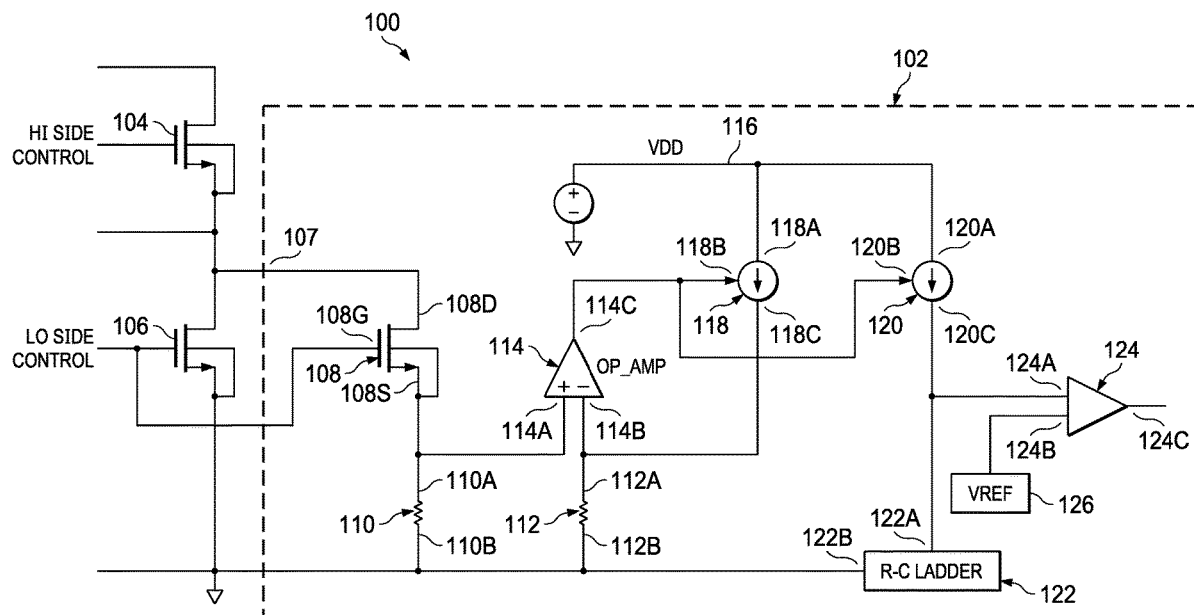 100
102
104
HI SIDE
CONTROL
116
VDD
+
−
107
118A
118B
118
118C
120A
120B
120
120C
106
LO SIDE
CONTROL
108G
108D
108
108S
114C
114
OP_AMP
+ −
114A
114B
124A
124
124B
124C
VREF
126
110A
110
110B
112A
112
112B
122A
122B
R-C LADDER
122